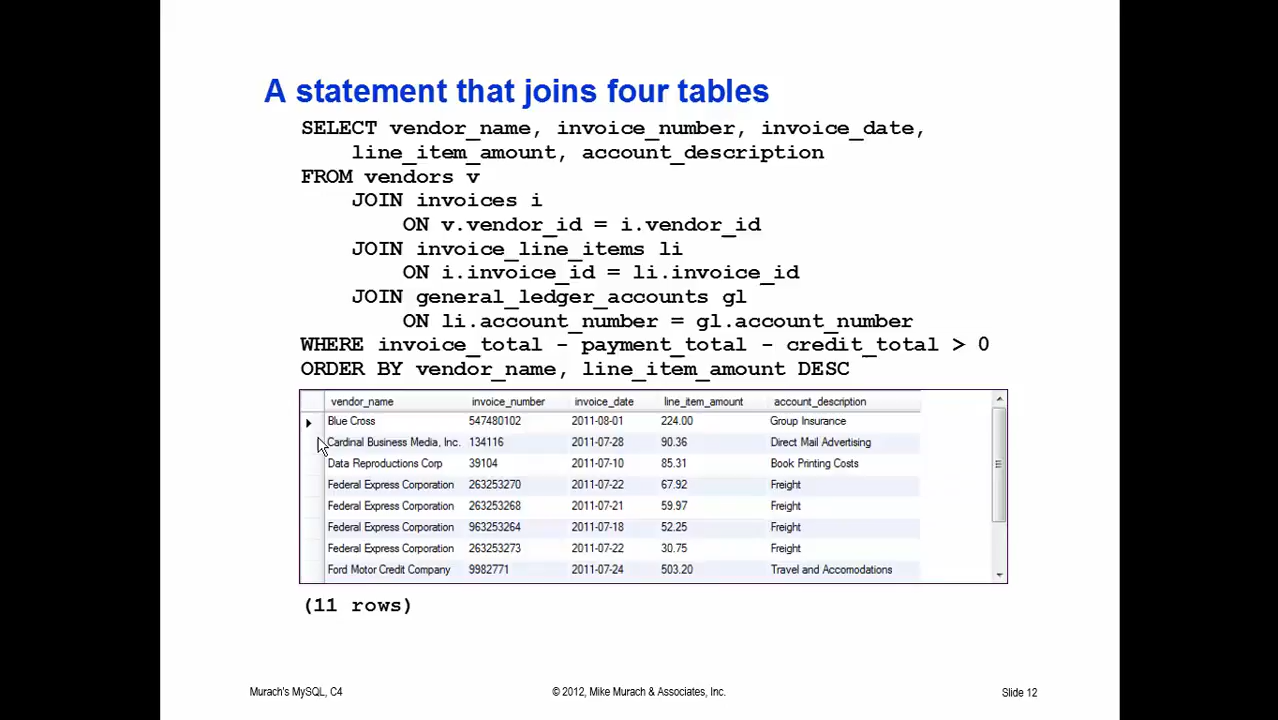 A statement that joins four tables
SELECT vendor_name, invoice_number, invoice_date,
line_item_amount, account_description
FROM vendors v
JOIN invoices i
ON v.vendor_id = i.vendor_id
JOIN invoice_line_items li
ON i.invoice_id = li.invoice_id
JOIN general_ledger_accounts gl
ON li.account_number = gl.account_number
WHERE invoice_total - payment_total - credit_total > 0
ORDER BY vendor_name, line_item_amount DESC
vendor_name invoice_number invoice_date line_item_amount account_description
Blue Cross 547480102 2011-08-01 224.00 Group Insurance
Cardinal Business Media, Inc. 134116 2011-07-28 90.36 Direct Mail Advertising
Data Reproductions Corp 39104 2011-07-10 85.31 Book Printing Costs
Federal Express Corporation 263253270 2011-07-22 67.92 Freight
Federal Express Corporation 263253268 2011-07-21 59.97 Freight
Federal Express Corporation 963253264 2011-07-18 52.25 Freight
Federal Express Corporation 263253273 2011-07-22 30.75 Freight
Ford Motor Credit Company 9982771 2011-07-24 503.20 Travel and Accomodations
(11 rows)
Murach's MySQL, C4 © 2012, Mike Murach & Associates, Inc. Slide 12